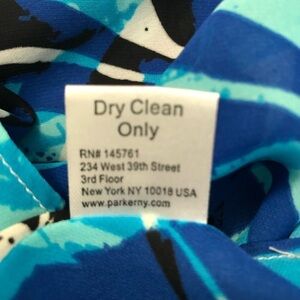 Dry Clean
Only
RN# 145761
234 West 39th Street
3rd Floor
New York NY 10018 USA
www.parkerny.com